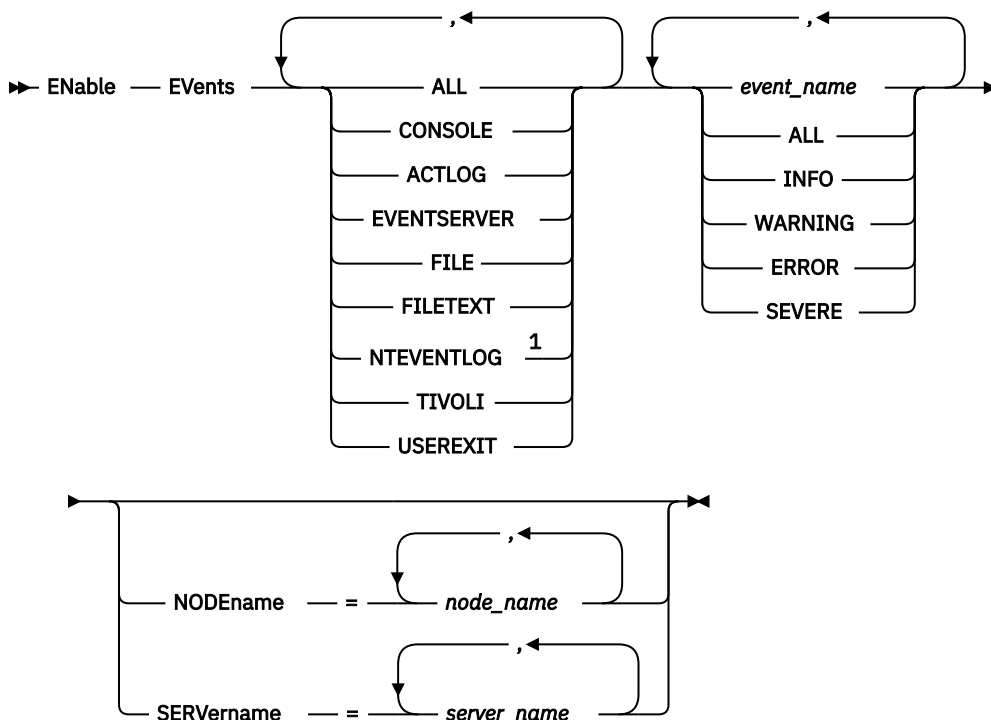 , ,
ENable EVents ALL event_name
CONSOLE ALL
ACTLOG INFO
EVENTSERVER WARNING
FILE ERROR
FILETEXT SEVERE
NTEVENTLOG 1
TIVOLI
USEREXIT
,
NODEname = node_name
,
SERVername = server_name